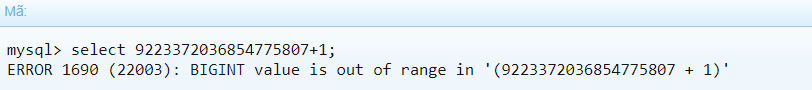 Mã:
mysql> select 9223372036854775807+1;
ERROR 1690 (22003): BIGINT value is out of range in '(9223372036854775807 + 1)'